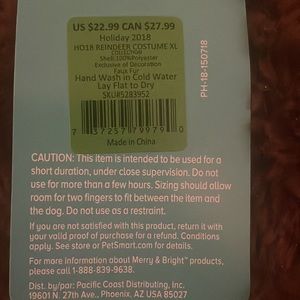 US $22.99 CAN $27.99
Holiday 2018
HO18 REINDEER COSTUME XL
COLLECTION
Shell:100%Polyester
Exclusive of Decoration
Faux Fur
Hand Wash in Cold Water
Lay Flat to Dry
SKU#5283952
7 37257 79979 0
Made in China
PH-18-150718
CAUTION: This item is intended to be used for a
short duration, under close supervision. Do not
use for more than a few hours. Sizing should allow
room for two fingers to fit between the item and
the dog. Do not use as a restraint.
If you are not satisfied with this product, return it with
your valid proof of purchase for a refund. Conditions
apply. See store or PetSmart.com for details.
For more information about Merry & Bright™ products,
please call 1-888-839-9638.
Dist. by/par: Pacific Coast Distributing, Inc.
19601 N. 27th Ave., Phoenix, AZ USA 85027